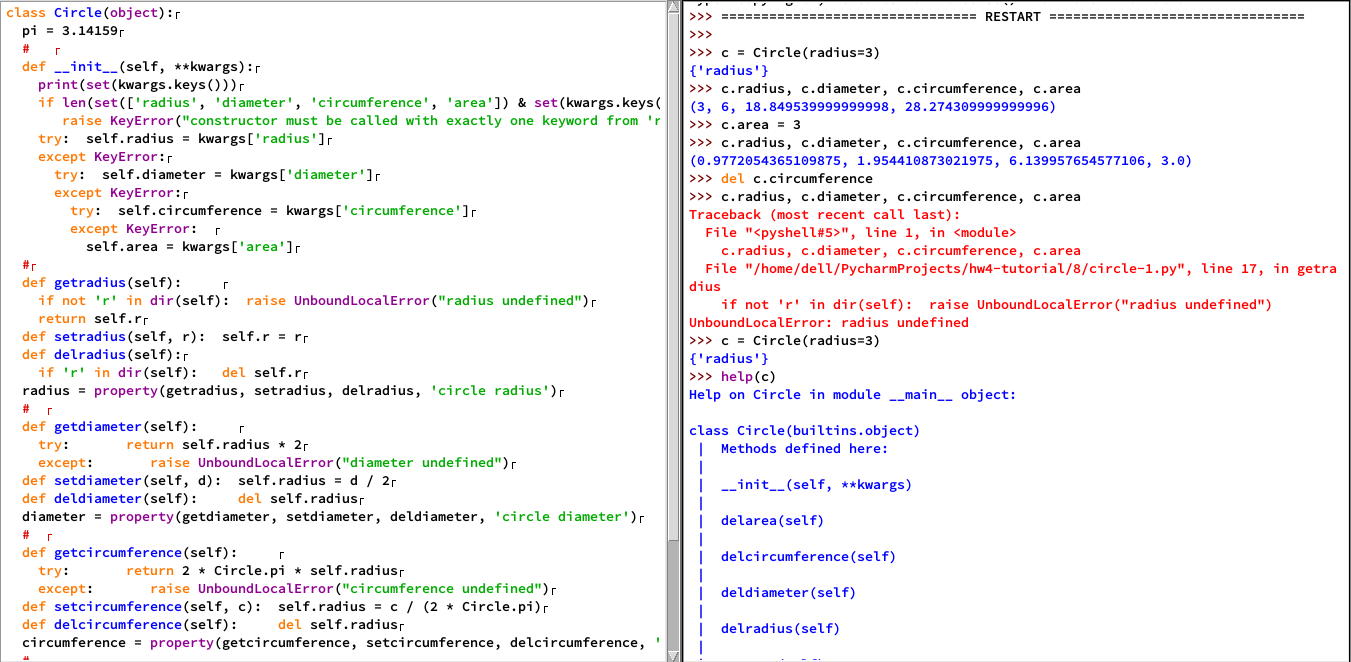 class Circle(object):
pi = 3.14159
#
def __init__(self, **kwargs):
print(set(kwargs.keys()))
if len(set(['radius', 'diameter', 'circumference', 'area']) & set(kwargs.keys(
raise KeyError("constructor must be called with exactly one keyword from 'r
try:  self.radius = kwargs['radius']
except KeyError:
try:  self.diameter = kwargs['diameter']
except KeyError:
try:  self.circumference = kwargs['circumference']
except KeyError:
self.area = kwargs['area']
#
def getradius(self):
if not 'r' in dir(self):  raise UnboundLocalError("radius undefined")
return self.r
def setradius(self, r):  self.r = r
def delradius(self):
if 'r' in dir(self):   del self.r
radius = property(getradius, setradius, delradius, 'circle radius')
#
def getdiameter(self):
try:       return self.radius * 2
except:       raise UnboundLocalError("diameter undefined")
def setdiameter(self, d):  self.radius = d / 2
def deldiameter(self):     del self.radius
diameter = property(getdiameter, setdiameter, deldiameter, 'circle diameter')
#
def getcircumference(self):
try:       return 2 * Circle.pi * self.radius
except:       raise UnboundLocalError("circumference undefined")
def setcircumference(self, c):  self.radius = c / (2 * Circle.pi)
def delcircumference(self):     del self.radius
circumference = property(getcircumference, setcircumference, delcircumference, '
>>> ================================ RESTART ================================
>>>
>>> c = Circle(radius=3)
{'radius'}
>>> c.radius, c.diameter, c.circumference, c.area
(3, 6, 18.849539999999998, 28.274309999999996)
>>> c.area = 3
>>> c.radius, c.diameter, c.circumference, c.area
(0.9772054365109875, 1.954410873021975, 6.139957654577106, 3.0)
>>> del c.circumference
>>> c.radius, c.diameter, c.circumference, c.area
Traceback (most recent call last):
File "<pyshell#5>", line 1, in <module>
c.radius, c.diameter, c.circumference, c.area
File "/home/dell/PycharmProjects/hw4-tutorial/8/circle-1.py", line 17, in getra
dius
if not 'r' in dir(self):  raise UnboundLocalError("radius undefined")
UnboundLocalError: radius undefined
>>> c = Circle(radius=3)
{'radius'}
>>> help(c)
Help on Circle in module __main__ object:
class Circle(builtins.object)
|  Methods defined here:
|
|  __init__(self, **kwargs)
|
|  delarea(self)
|
|  delcircumference(self)
|
|  deldiameter(self)
|
|  delradius(self)
|